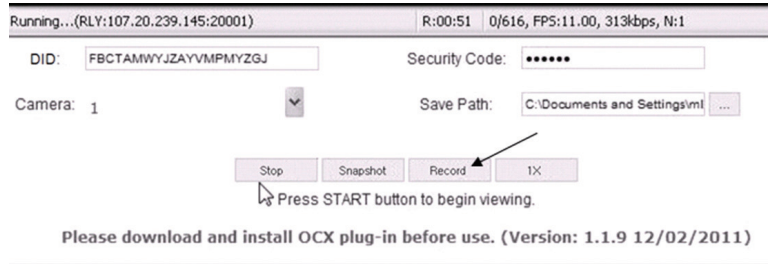 Running...(RLY:107.20.239.145:20001) R:00:51 0/616, FPS:11.00, 313kbps, N:1
DID: FBCTAMWYJZAYVMPMYZGJ Security Code: ••••••
Camera: 1 Save Path: C:\Documents and Settings\ml ...
Stop Snapshot Record 1X
Press START button to begin viewing.
Please download and install OCX plug-in before use. (Version: 1.1.9 12/02/2011)